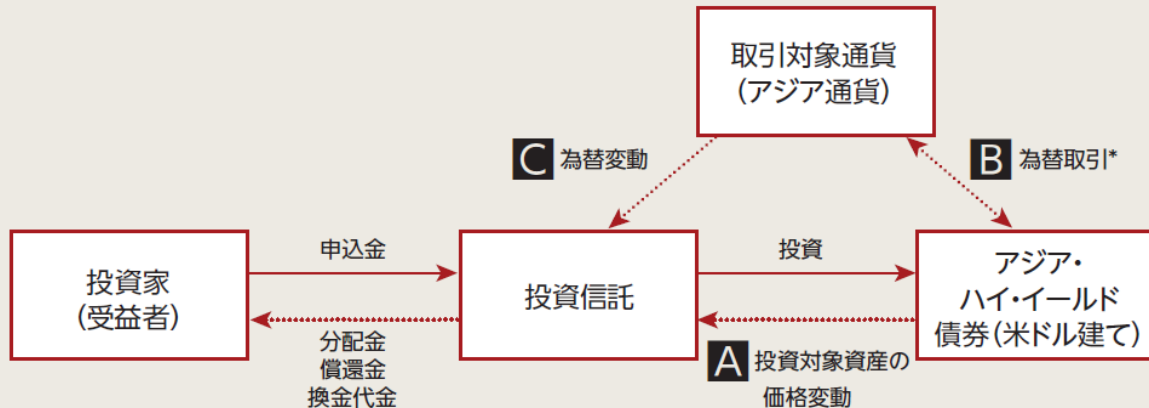 取引対象通貨
（アジア通貨）
C 為替変動
B 為替取引*
申込金
投資
投資家
（受益者）
投資信託
アジア・
ハイ・イールド
債券（米ドル建て）
分配金
償還金
換金代金
A 投資対象資産の
価格変動